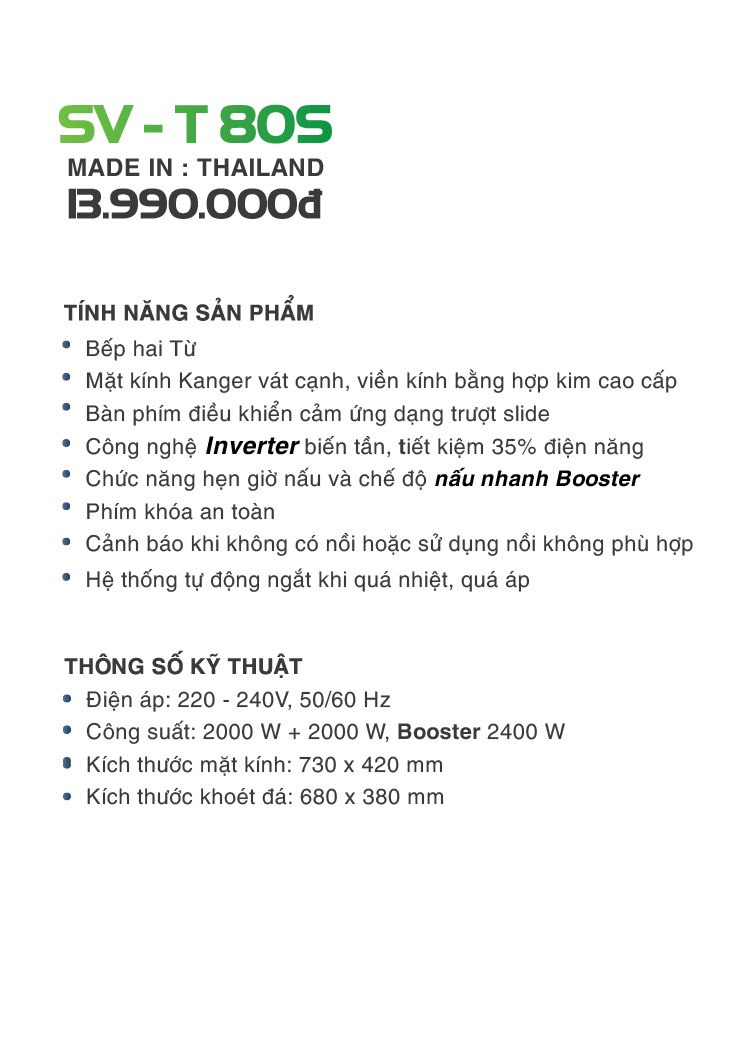 SV - T 80S
MADE IN : THAILAND
13.990.000đ
TÍNH NĂNG SẢN PHẨM
• Bếp hai Từ
• Mặt kính Kanger vát cạnh, viền kính bằng hợp kim cao cấp
• Bàn phím điều khiển cảm ứng dạng trượt slide
• Công nghệ Inverter biến tần, tiết kiệm 35% điện năng
• Chức năng hẹn giờ nấu và chế độ nấu nhanh Booster
• Phím khóa an toàn
• Cảnh báo khi không có nồi hoặc sử dụng nồi không phù hợp
• Hệ thống tự động ngắt khi quá nhiệt, quá áp
THÔNG SỐ KỸ THUẬT
• Điện áp: 220 - 240V, 50/60 Hz
• Công suất: 2000 W + 2000 W, Booster 2400 W
• Kích thước mặt kính: 730 x 420 mm
• Kích thước khoét đá: 680 x 380 mm